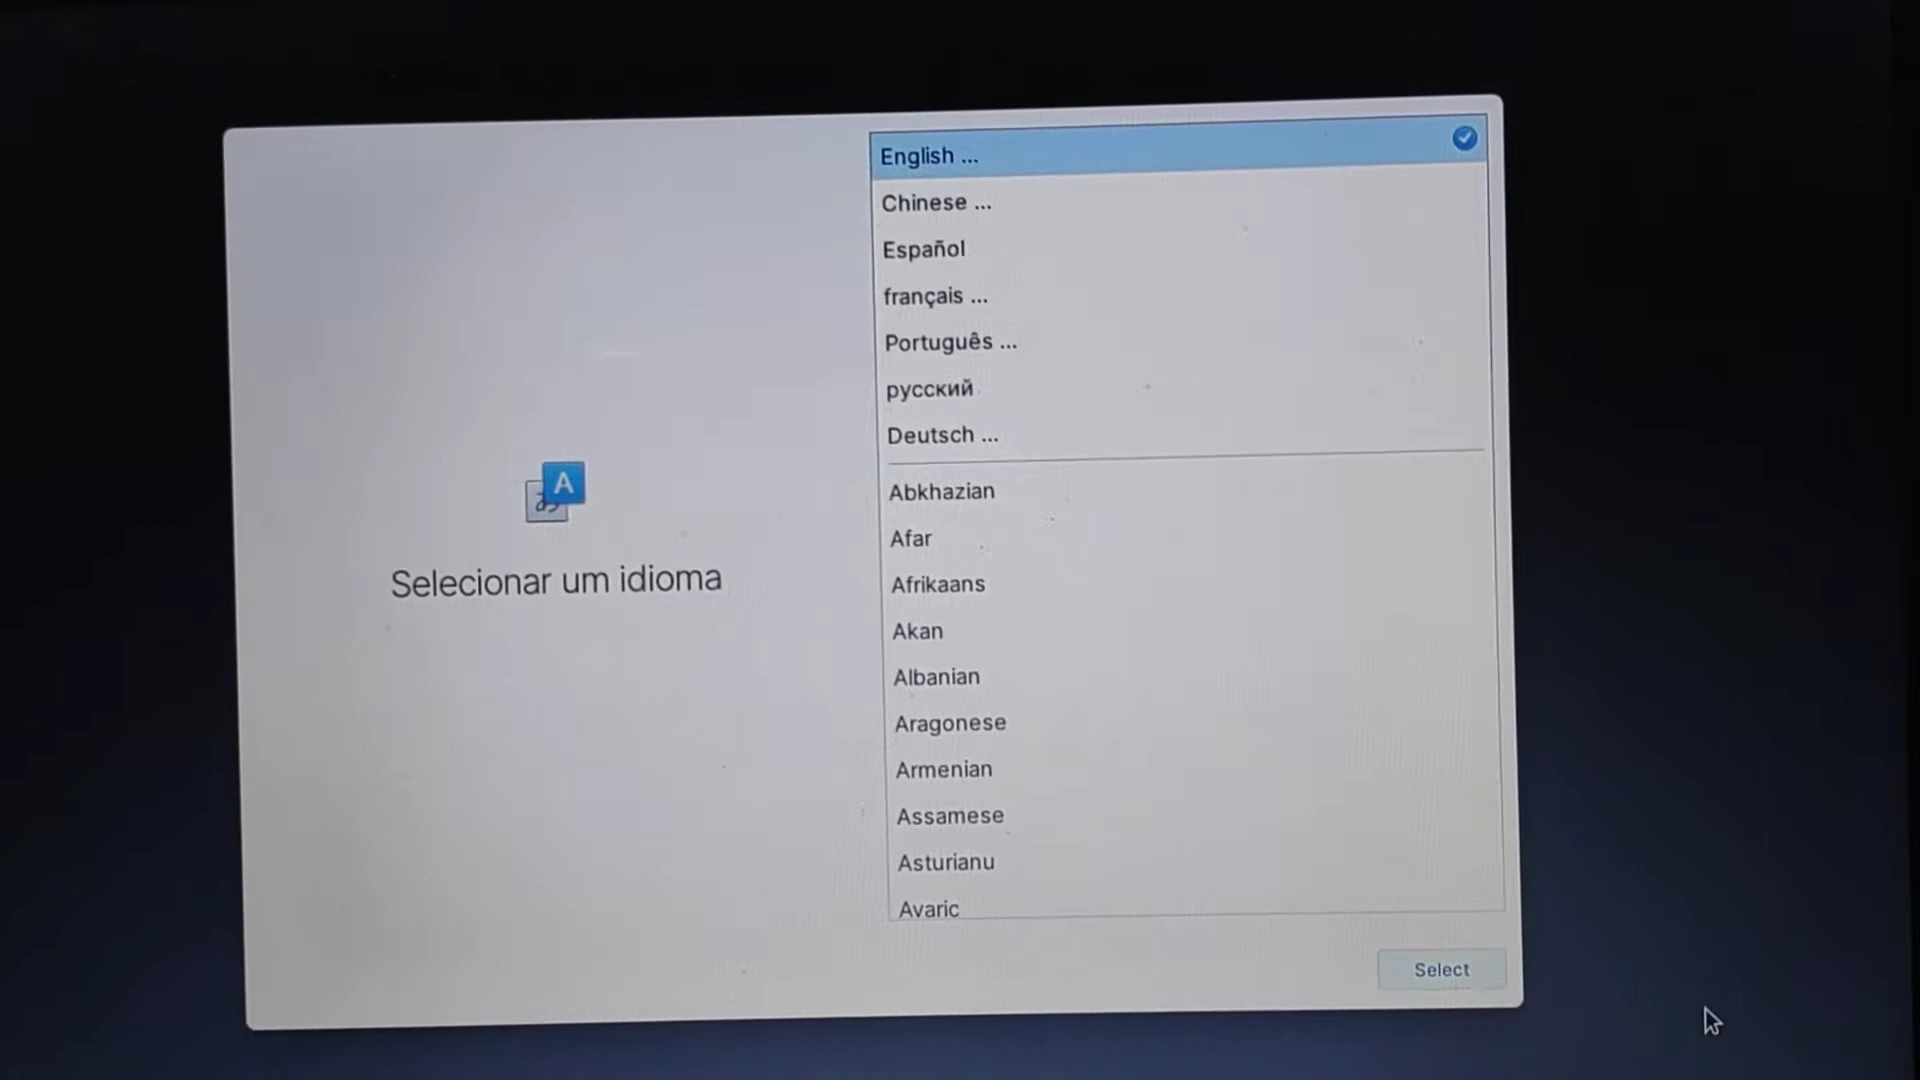 A
あ
Selecionar um idioma
English ...
Chinese ...
Español
français ...
Português ...
русский
Deutsch ...
Abkhazian
Afar
Afrikaans
Akan
Albanian
Aragonese
Armenian
Assamese
Asturianu
Avaric
Select